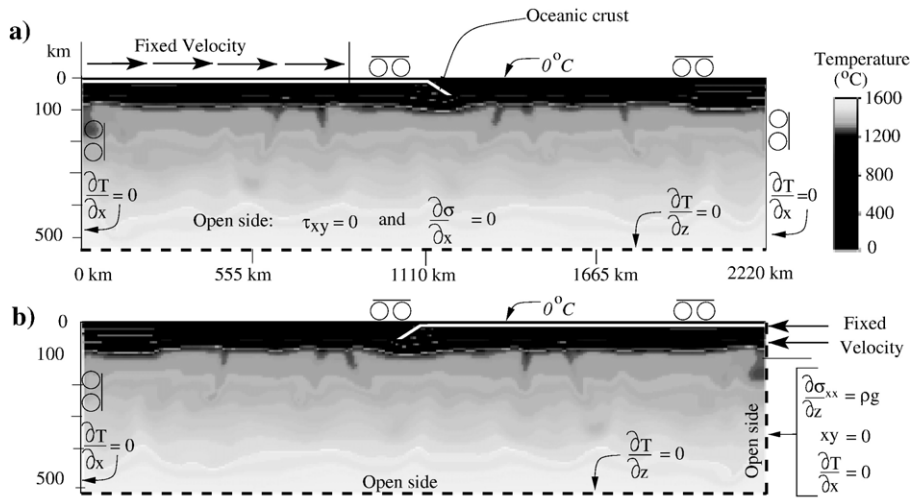 Oceanic crust
a)
Fixed Velocity
km
0
100
500
0°C
Temperature
(°C)
1600
1200
800
400
0
∂T/∂x = 0
Open side: τxy = 0 and ∂σ/∂x = 0
∂T/∂z = 0
∂T/∂x = 0
0 km 555 km 1110 km 1665 km 2220 km
b)
0
100
500
km
0°C
Fixed
Velocity
∂T/∂x = 0
∂T/∂z = 0
Open side
Open side
∂σxx/∂z = ρg
xy = 0
∂T/∂x = 0